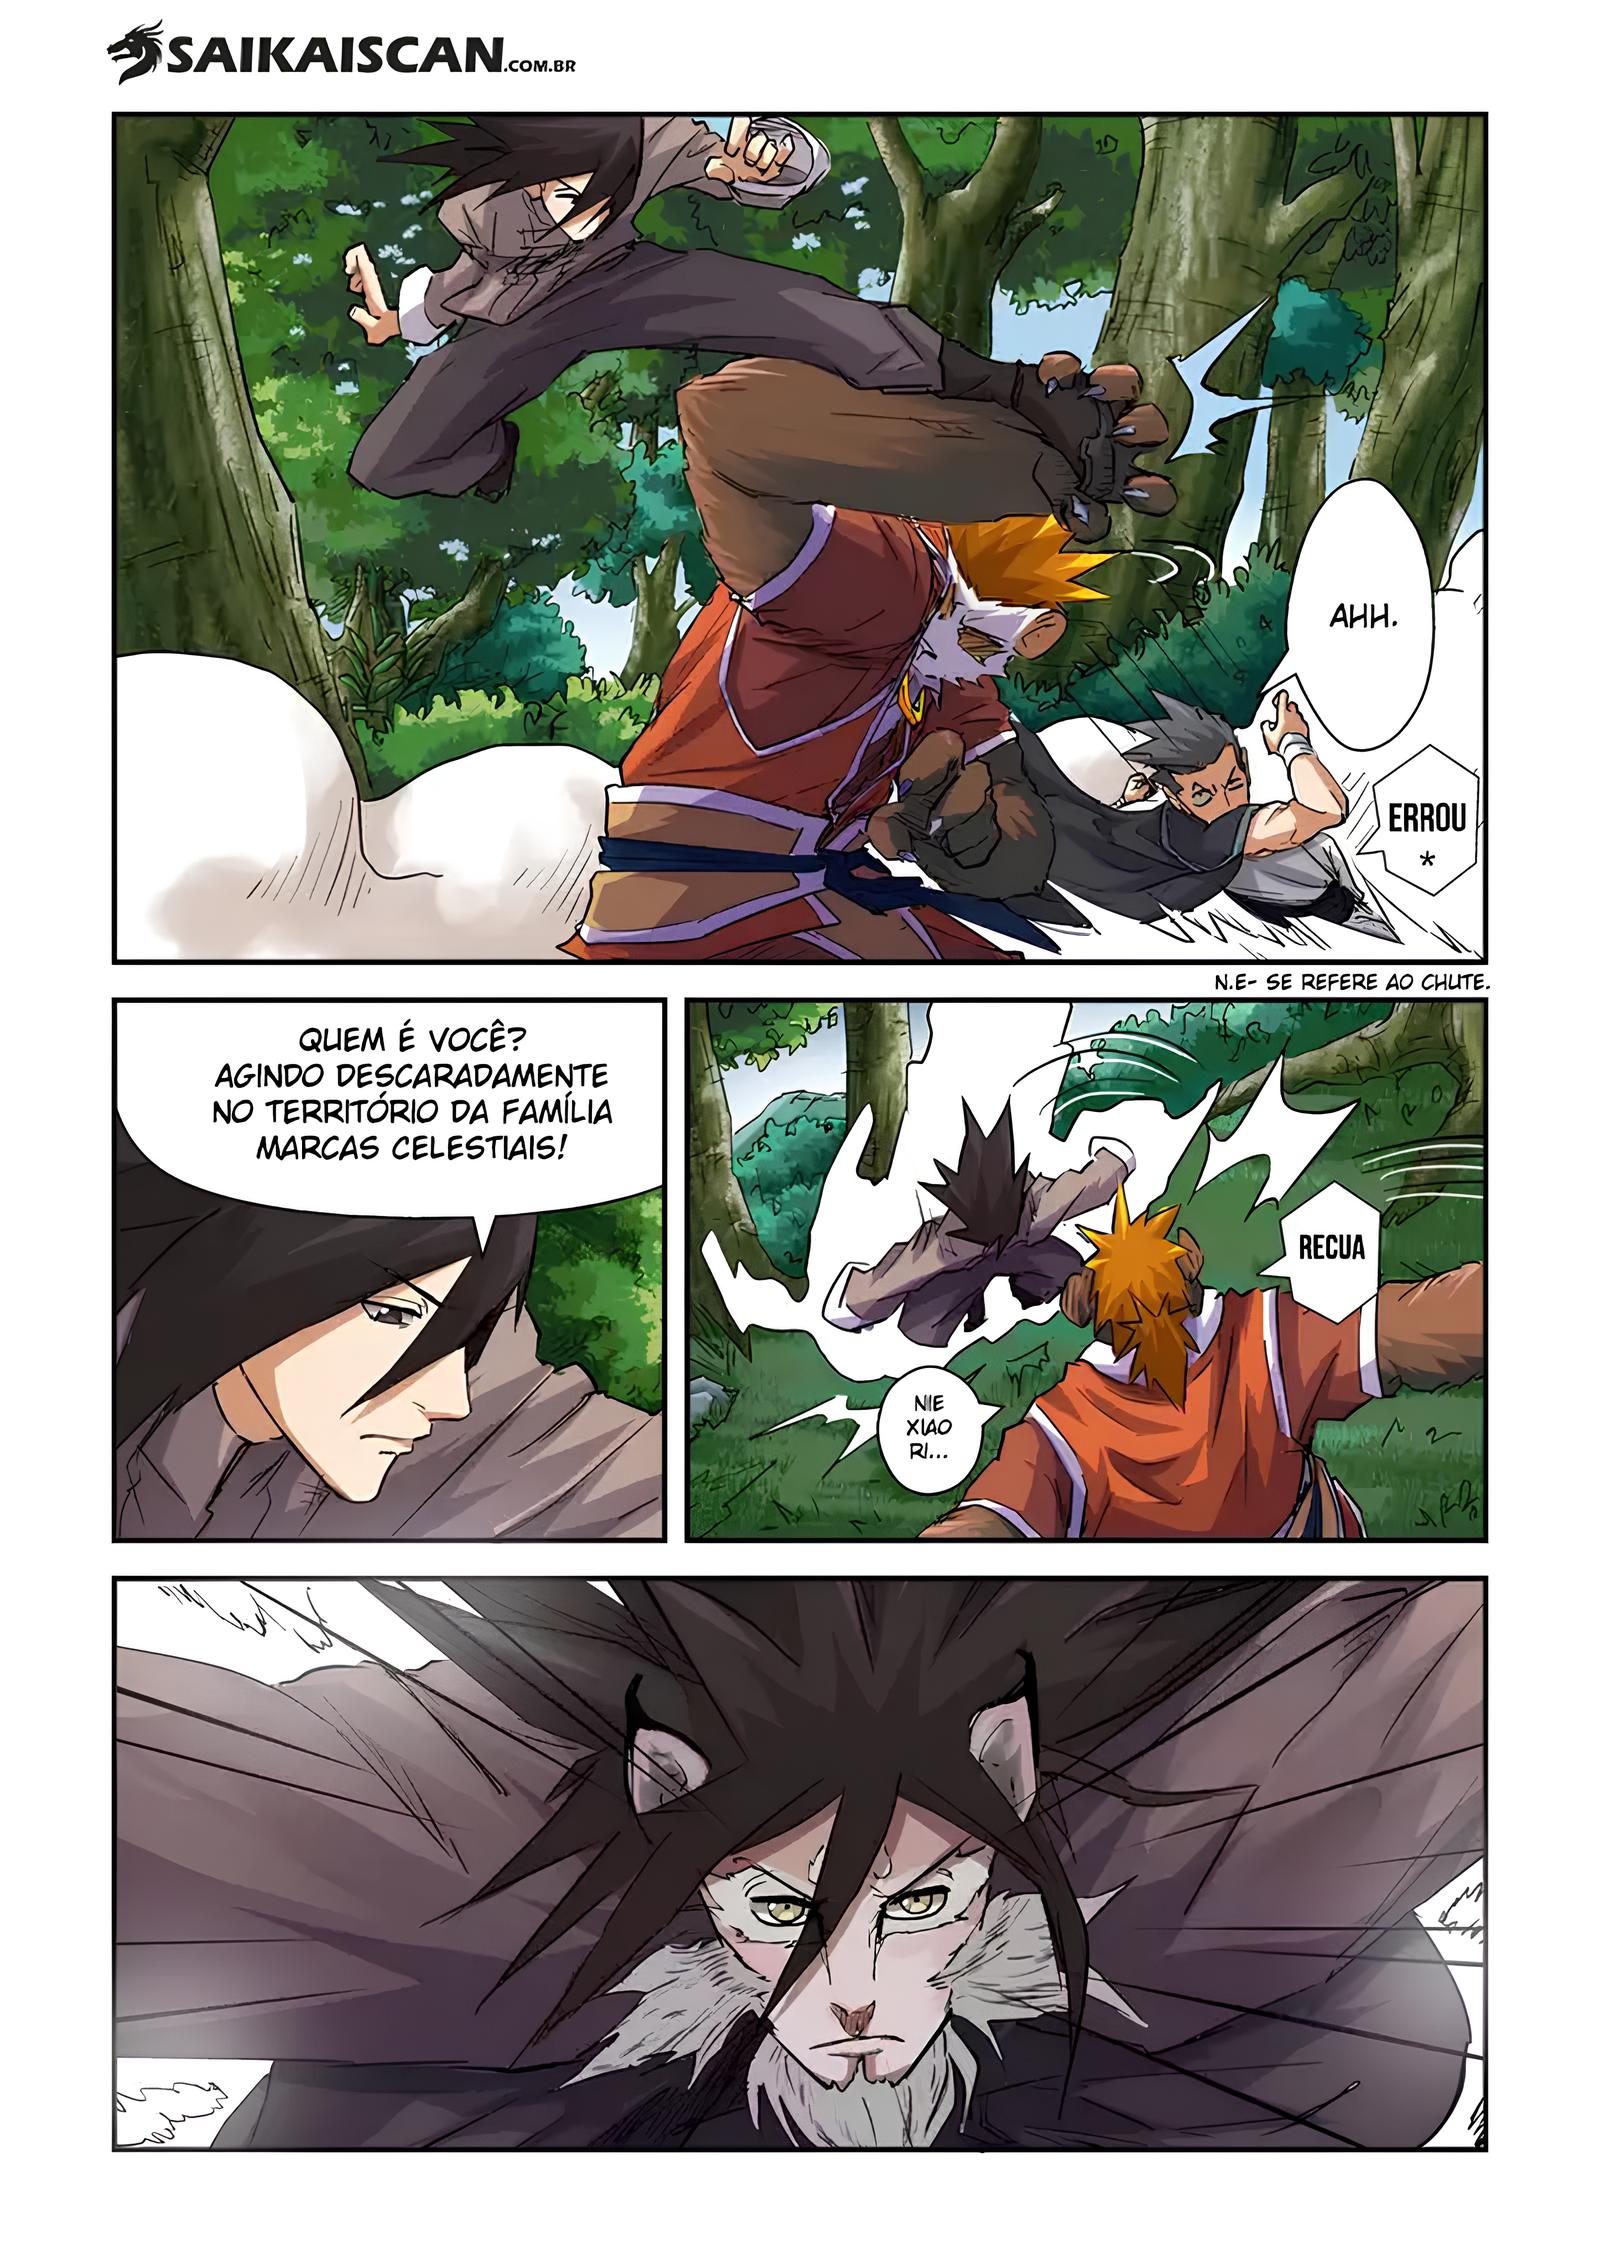 SAIKAISCAN.COM.BR
AHH.
ERROU
*
N.E- SE REFERE AO CHUTE.
QUEM É VOCÊ?
AGINDO DESCARADAMENTE
NO TERRITÓRIO DA FAMÍLIA
MARCAS CELESTIAIS!
RECUA
NIE
XIAO
RI...